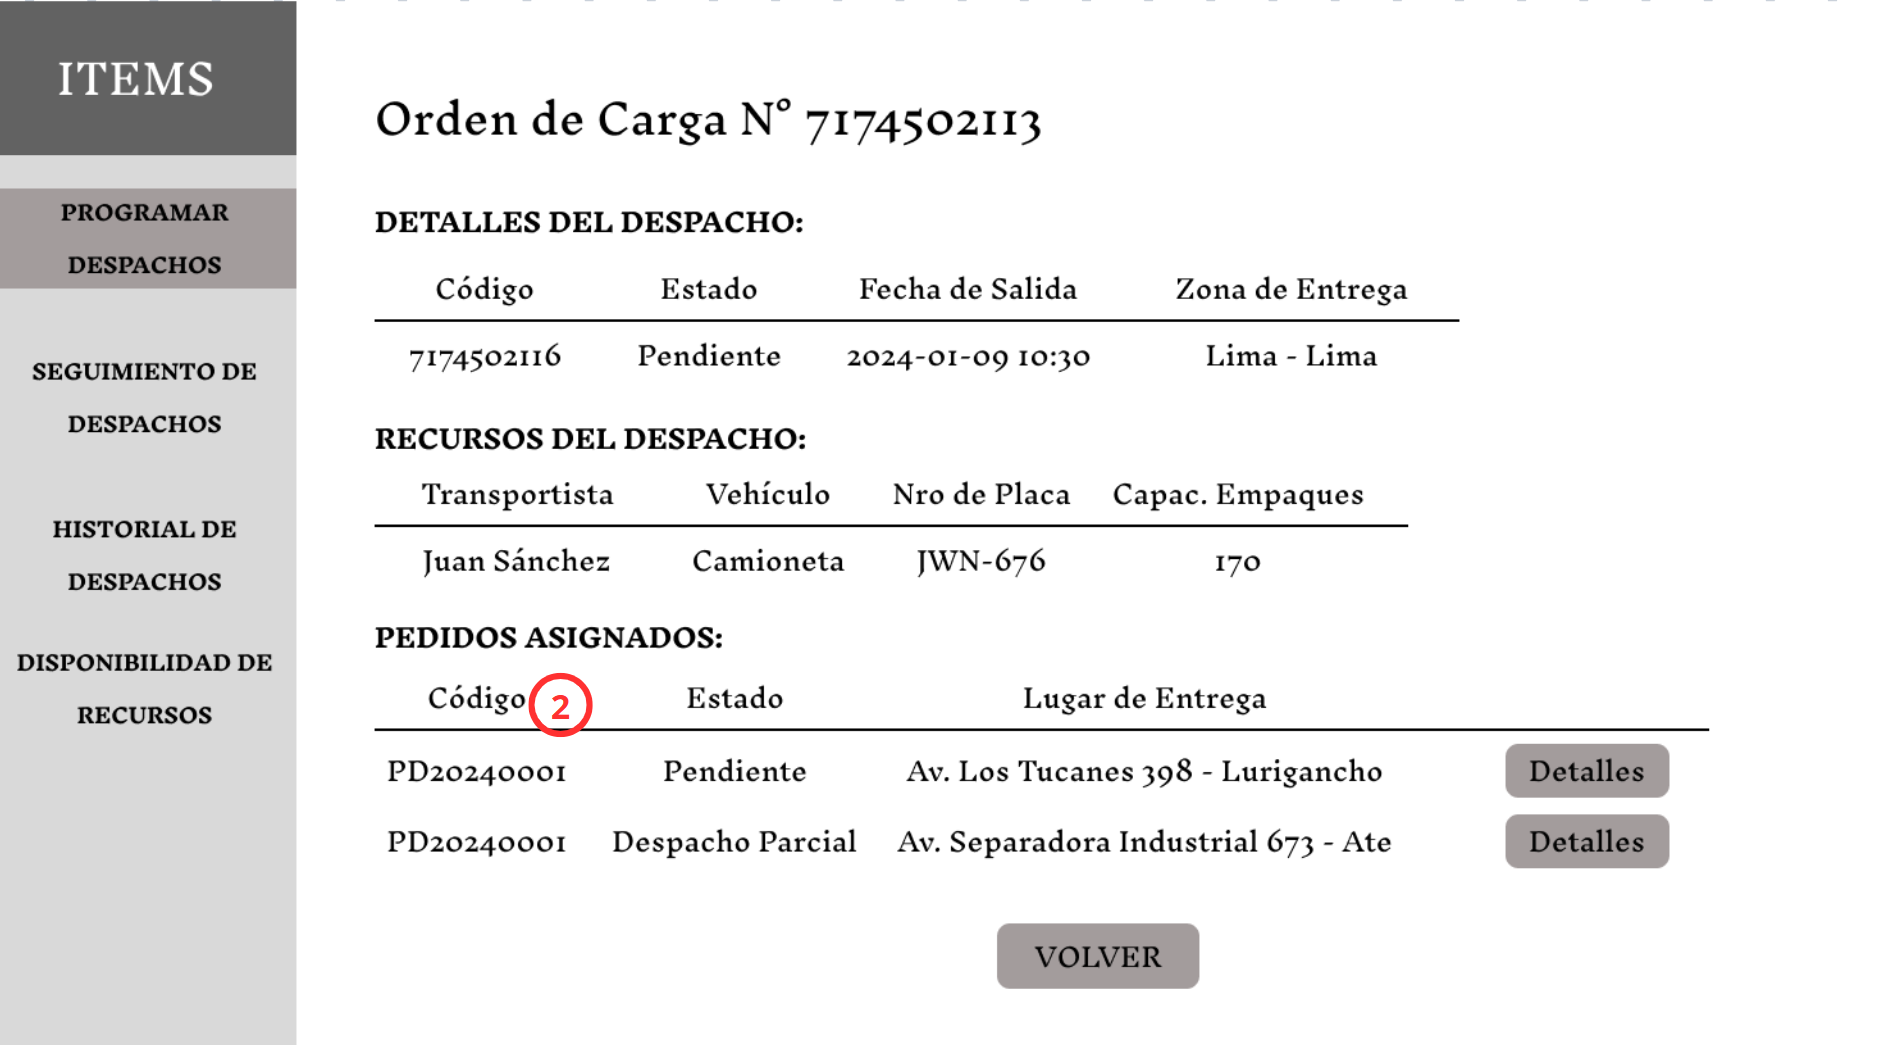 ITEMS
PROGRAMAR
DESPACHOS
SEGUIMIENTO DE
DESPACHOS
HISTORIAL DE
DESPACHOS
DISPONIBILIDAD DE
RECURSOS
Orden de Carga N° 7174502113
DETALLES DEL DESPACHO:
Código Estado Fecha de Salida Zona de Entrega
7174502116 Pendiente 2024-01-09 10:30 Lima - Lima
RECURSOS DEL DESPACHO:
Transportista Vehículo Nro de Placa Capac. Empaques
Juan Sánchez Camioneta JWN-676 170
PEDIDOS ASIGNADOS:
Código 2 Estado Lugar de Entrega
PD20240001 Pendiente Av. Los Tucanes 398 - Lurigancho Detalles
PD20240001 Despacho Parcial Av. Separadora Industrial 673 - Ate Detalles
VOLVER